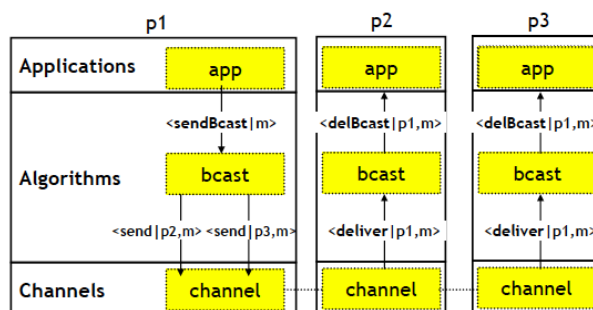 p1 p2 p3
Applications app app app
<sendBcast|m> <delBcast|p1,m> <delBcast|p1,m>
Algorithms bcast bcast bcast
<send|p2,m> <send|p3,m> <deliver|p1,m> <deliver|p1,m>
Channels channel channel channel